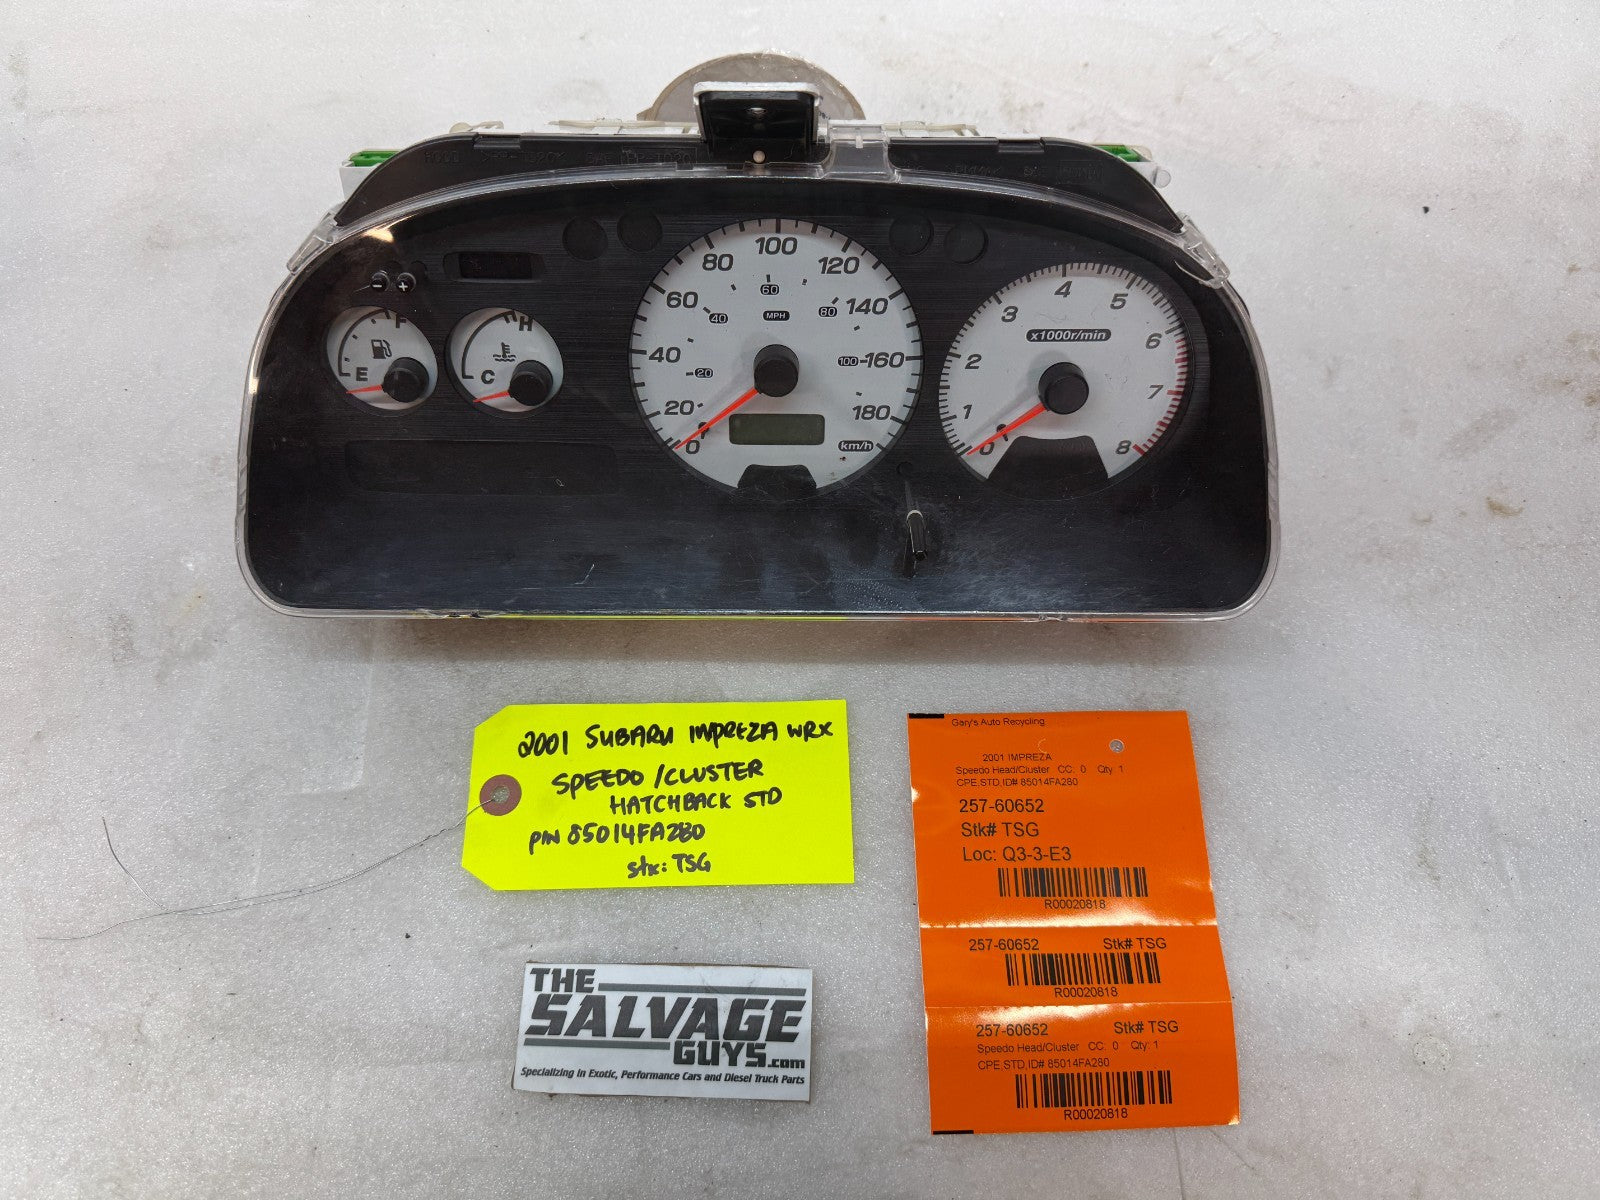 F
E
H
C
0
20
40
60
80
100
120
140
160
180
20
40
60
80
100
MPH
km/h
0
1
2
3
4
5
6
7
8
x1000r/min
2001 SUBARU IMPREZA WRX
SPEEDO /CLUSTER
HATCHBACK STD
P/N 85014FA280
stk: TSG
Gary's Auto Recycling
2001 IMPREZA
Speedo Head/Cluster CC: 0 Qty: 1
CPE,STD,ID# 85014FA280
257-60652
Stk# TSG
Loc: Q3-3-E3
R00020818
257-60652 Stk# TSG
R00020818
257-60652 Stk# TSG
Speedo Head/Cluster CC: 0 Qty: 1
CPE,STD,ID# 85014FA280
R00020818
THE
SALVAGE
GUYS.com
Specializing in Exotic, Performance Cars and Diesel Truck Parts